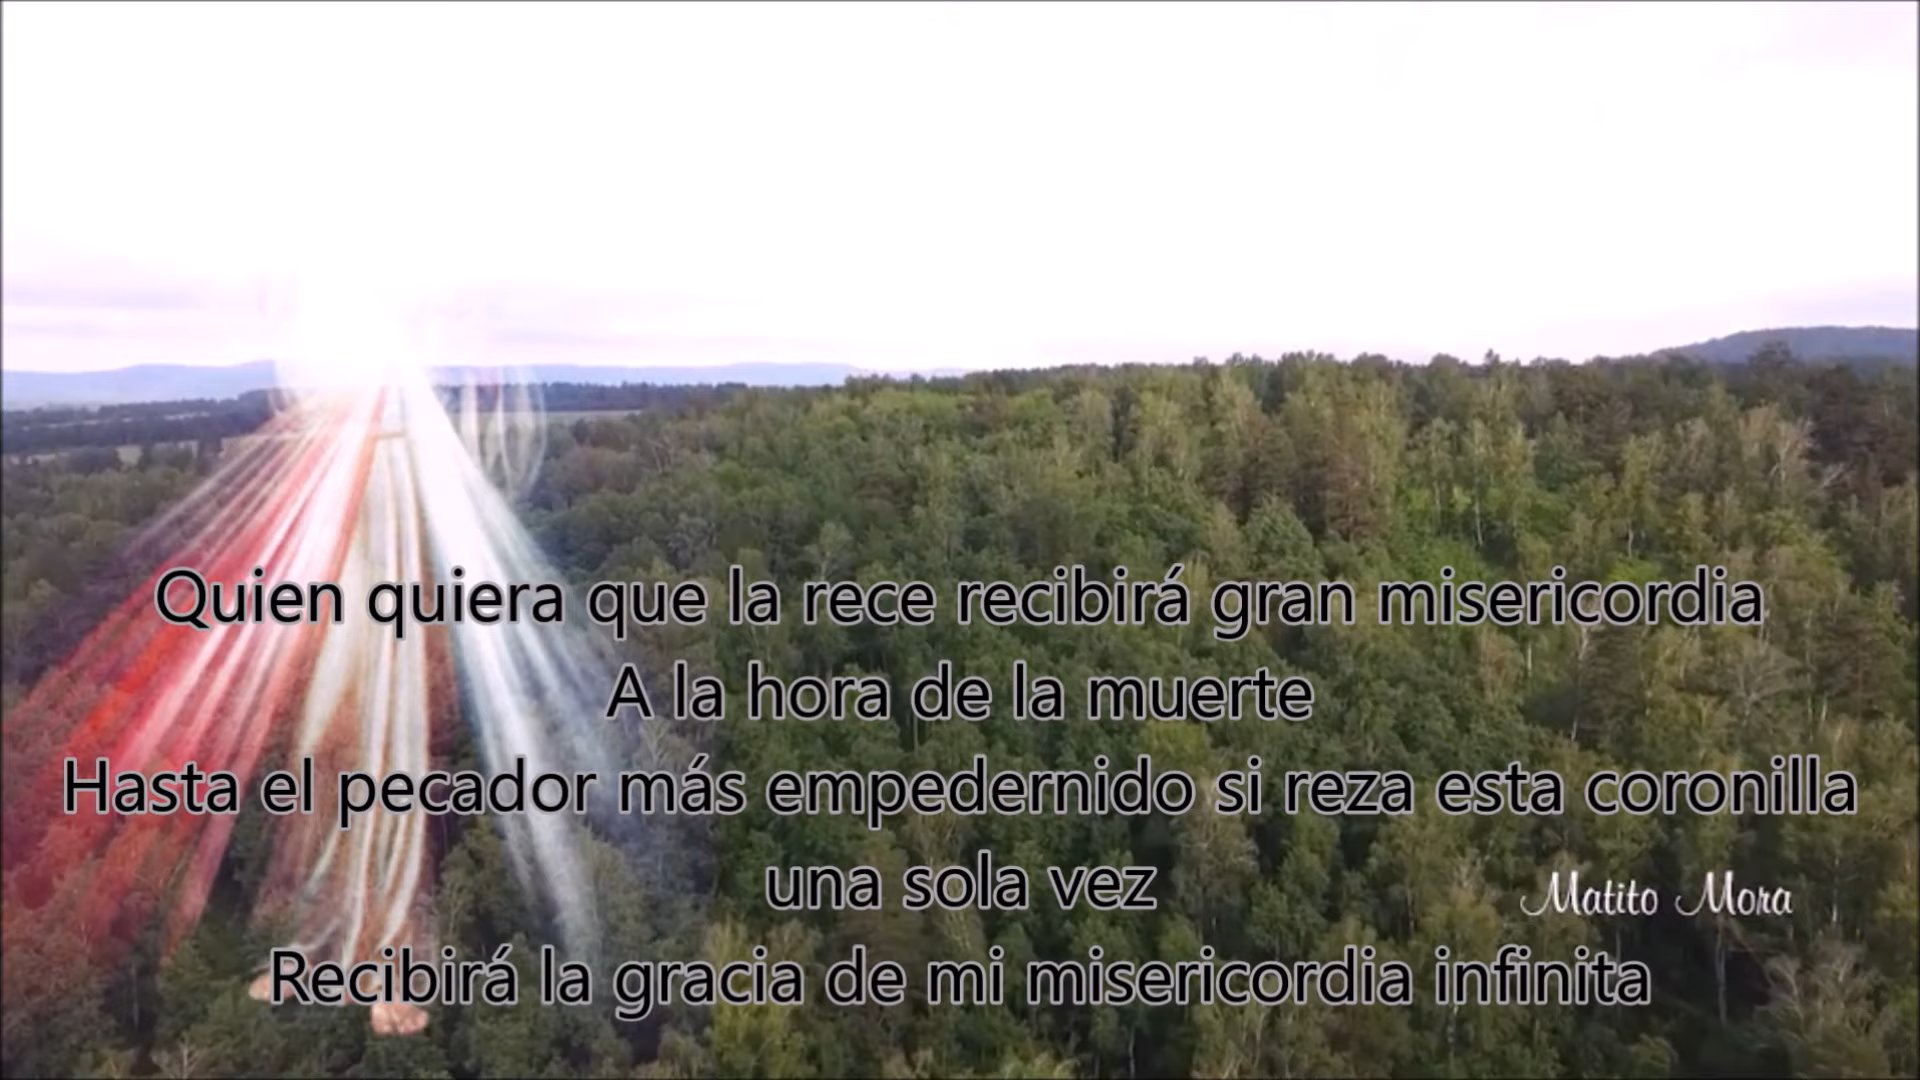 Quien quiera que la rece recibirá gran misericordia
A la hora de la muerte
Hasta el pecador más empedernido si reza esta coronilla
una sola vez
Matito Mora
Recibirá la gracia de mi misericordia infinita